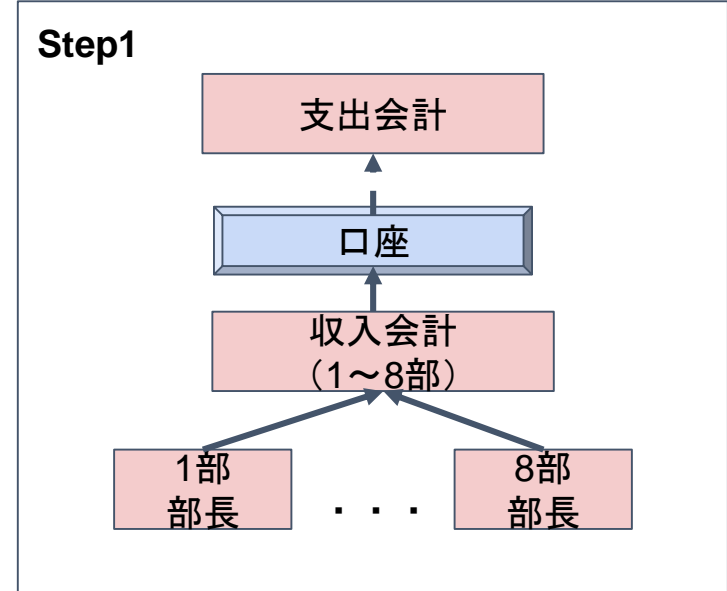 Step1
支出会計
口座
収入会計
（1～8部）
1部
部長
・・・
8部
部長